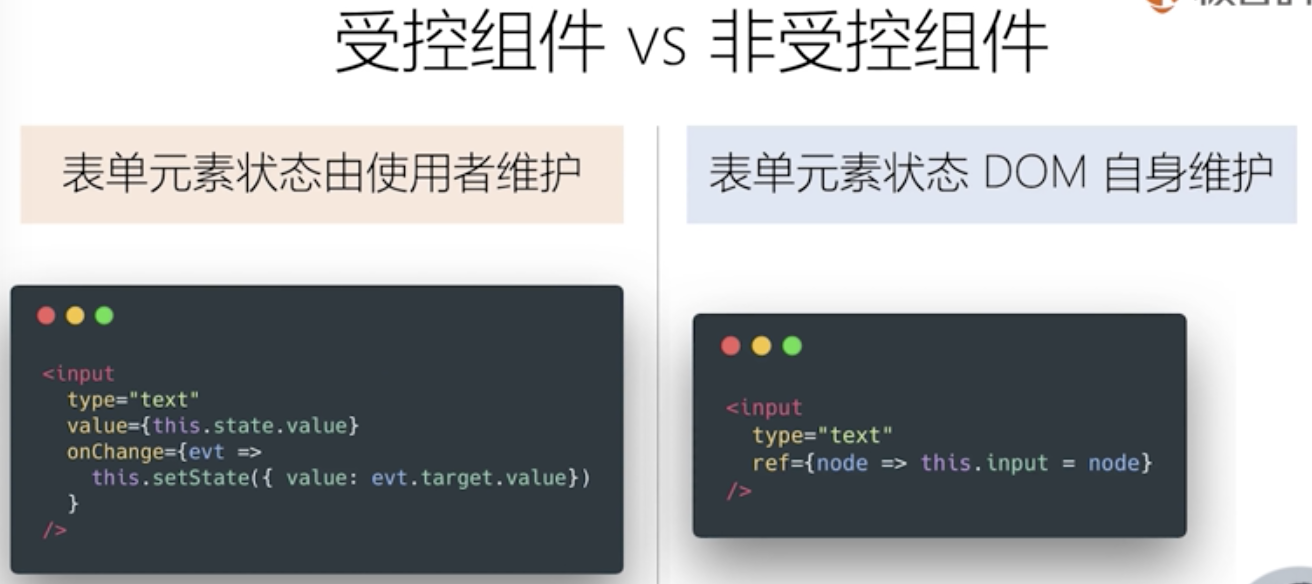 受控组件 vs 非受控组件
表单元素状态由使用者维护
<input
type="text"
value={this.state.value}
onChange={evt =>
this.setState({ value: evt.target.value})
}
/>
表单元素状态 DOM 自身维护
<input
type="text"
ref={node => this.input = node}
/>